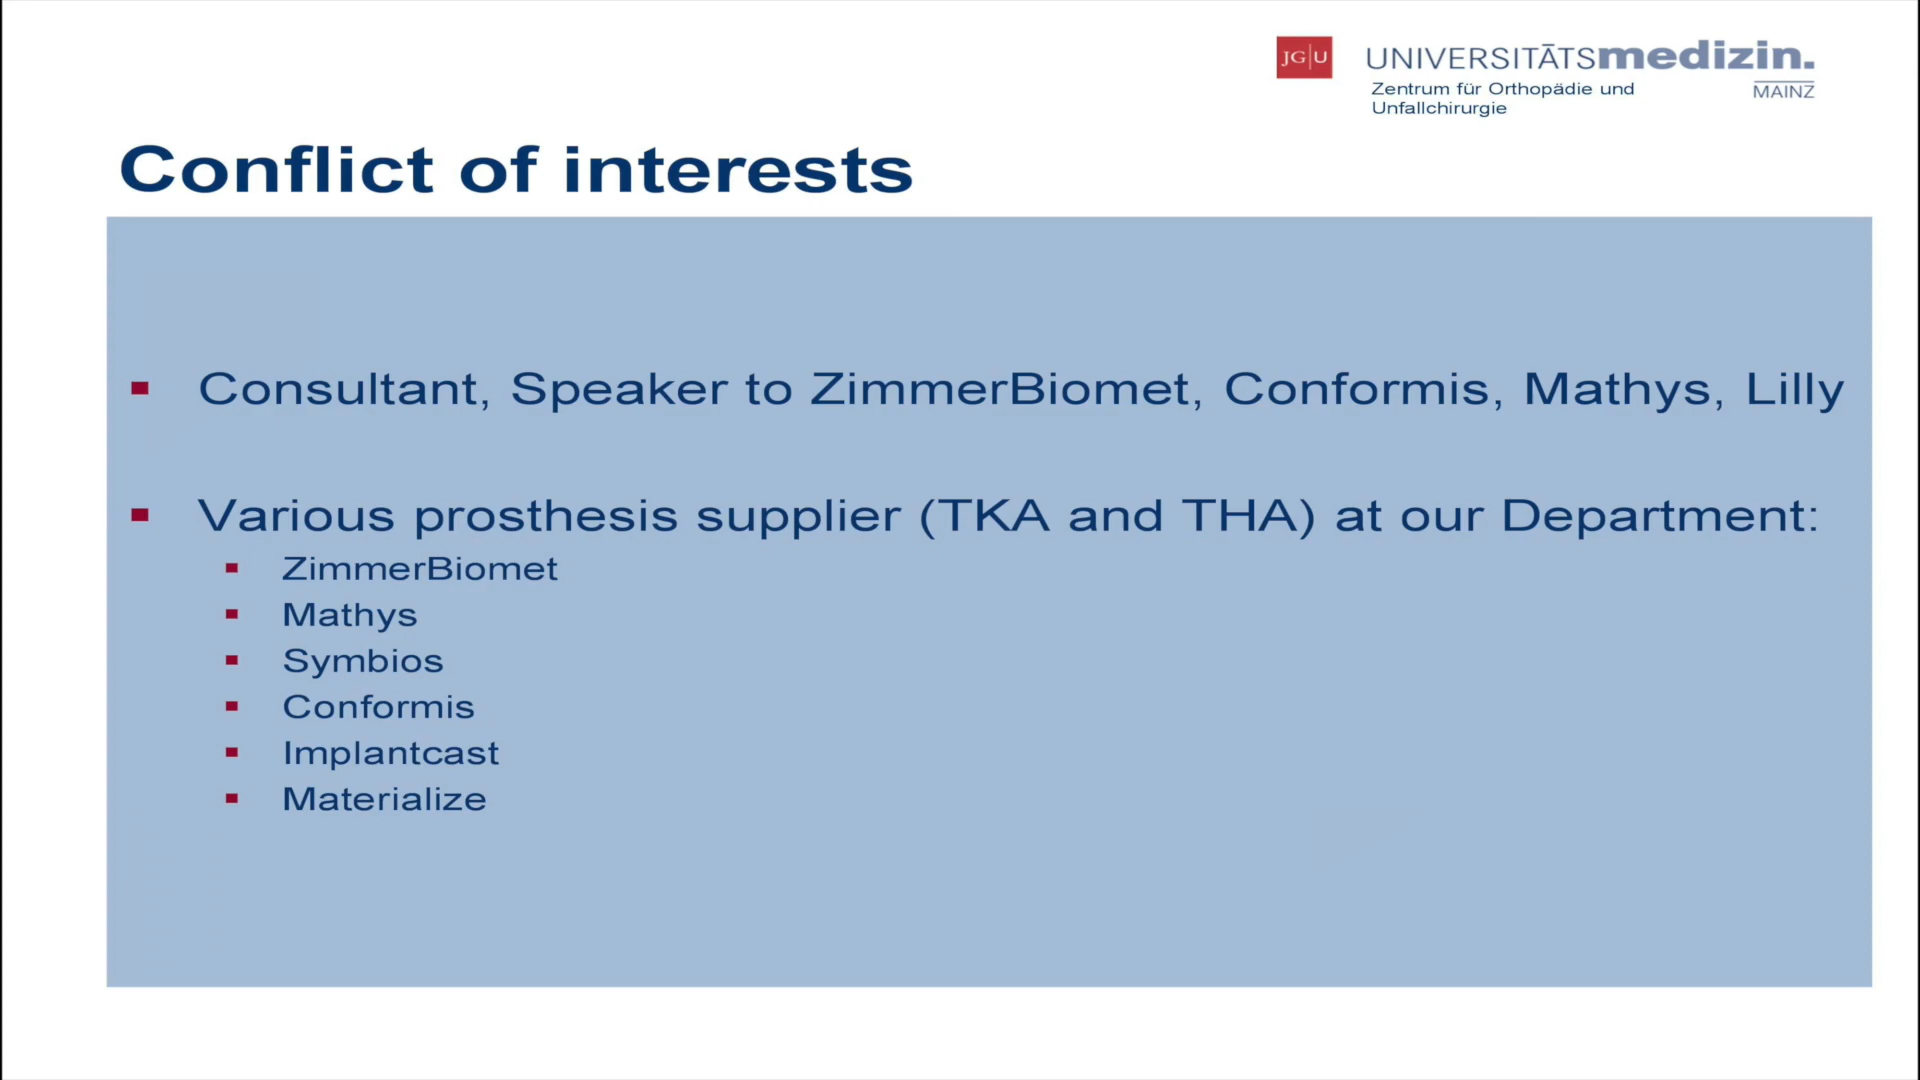 JG|U UNIVERSITÄTSmedizin.
MAINZ
Zentrum für Orthopädie und
Unfallchirurgie
Conflict of interests
Consultant, Speaker to ZimmerBiomet, Conformis, Mathys, Lilly
Various prosthesis supplier (TKA and THA) at our Department:
ZimmerBiomet
Mathys
Symbios
Conformis
Implantcast
Materialize